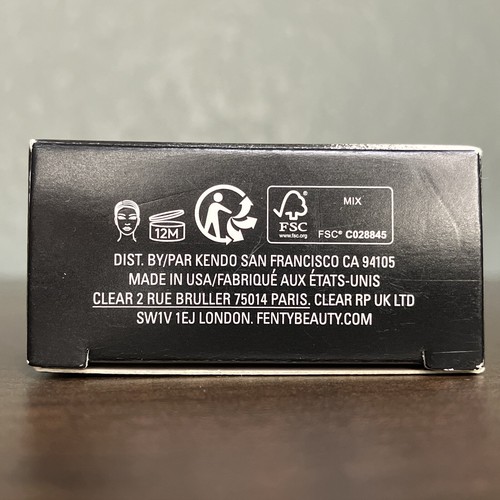 12M
FSC
www.fsc.org
MIX
FSC® C028845
DIST. BY/PAR KENDO SAN FRANCISCO CA 94105
MADE IN USA/FABRIQUÉ AUX ÉTATS-UNIS
CLEAR 2 RUE BRULLER 75014 PARIS. CLEAR RP UK LTD
SW1V 1EJ LONDON. FENTYBEAUTY.COM